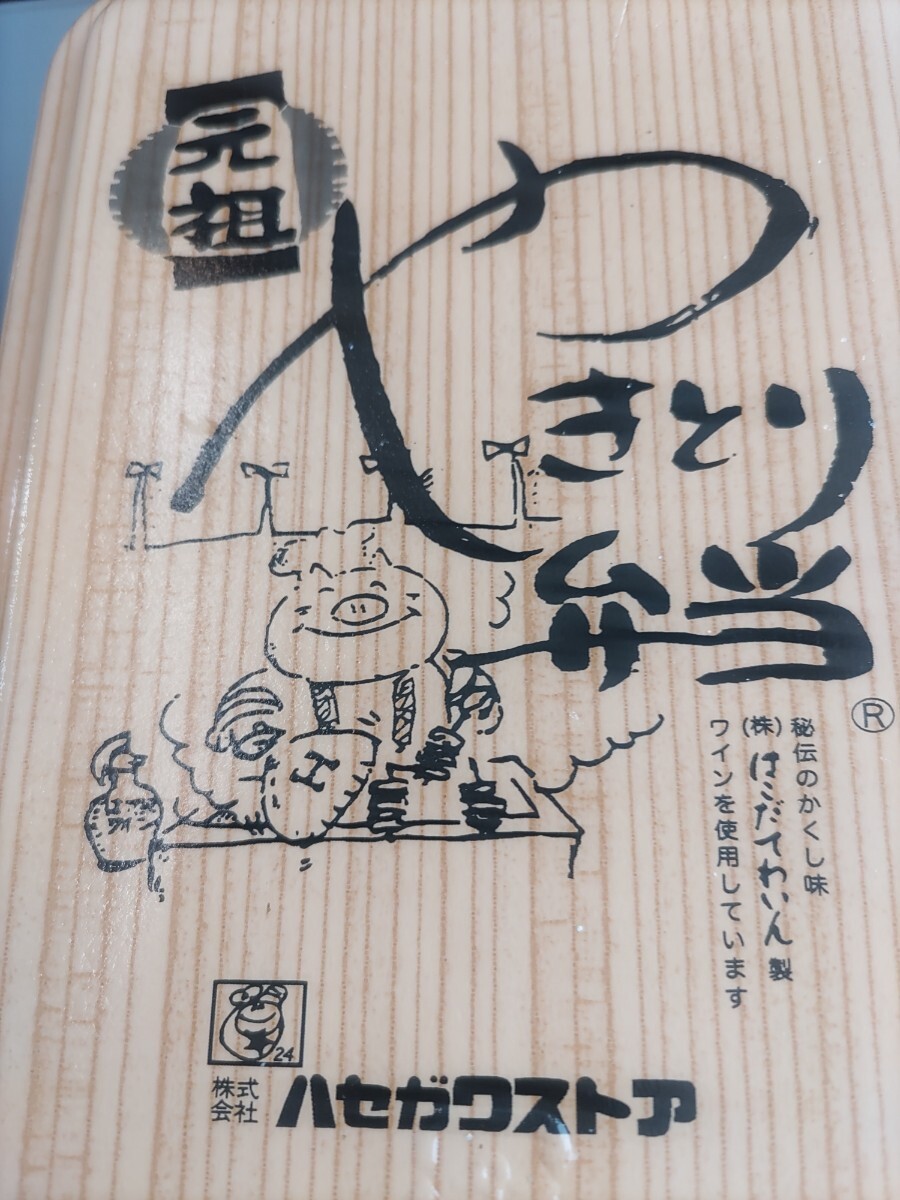 元祖
やきとり
弁当
®
秘伝のかくし味
(株)はこだてわいん製
ワインを使用しています
24
株式
会社
ハセガワストア